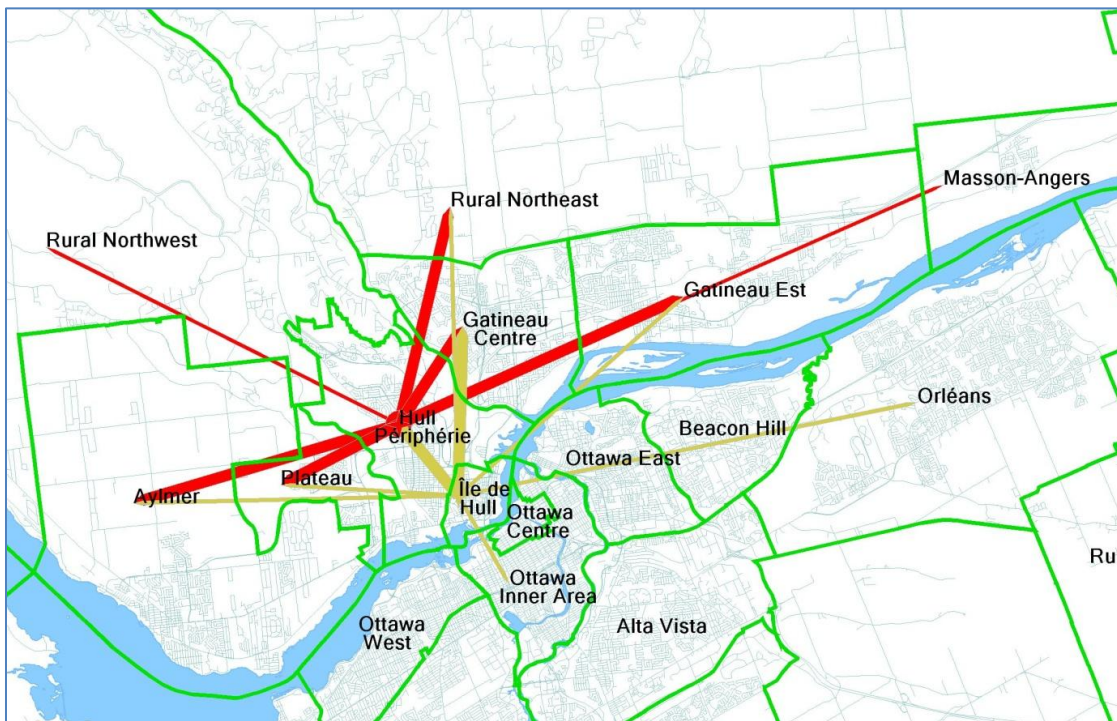 Masson-Angers
Rural Northeast
Rural Northwest
Gatineau Est
Gatineau
Centre
Orléans
Hull
Périphérie
Beacon Hill
Ottawa East
Plateau
Île de
Hull
Aylmer
Ottawa
Centre
Ru
Ottawa
Inner Area
Ottawa
West
Alta Vista